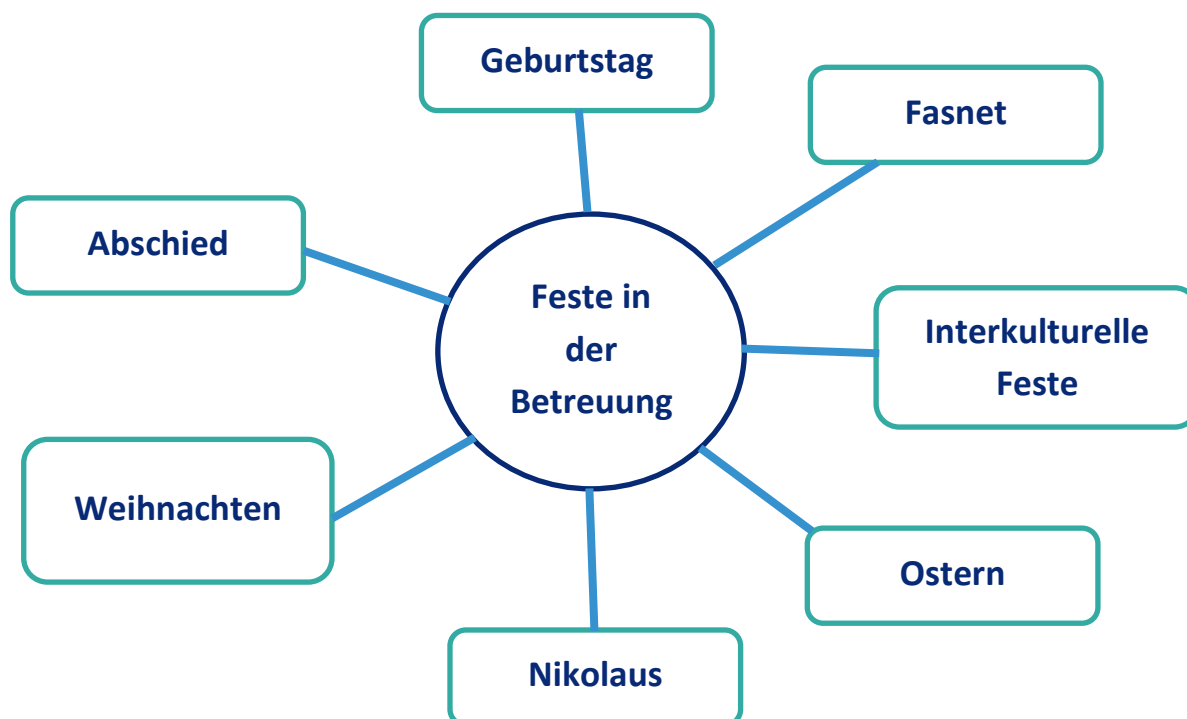 Geburtstag
Fasnet
Abschied
Feste in
der
Betreuung
Interkulturelle
Feste
Weihnachten
Ostern
Nikolaus